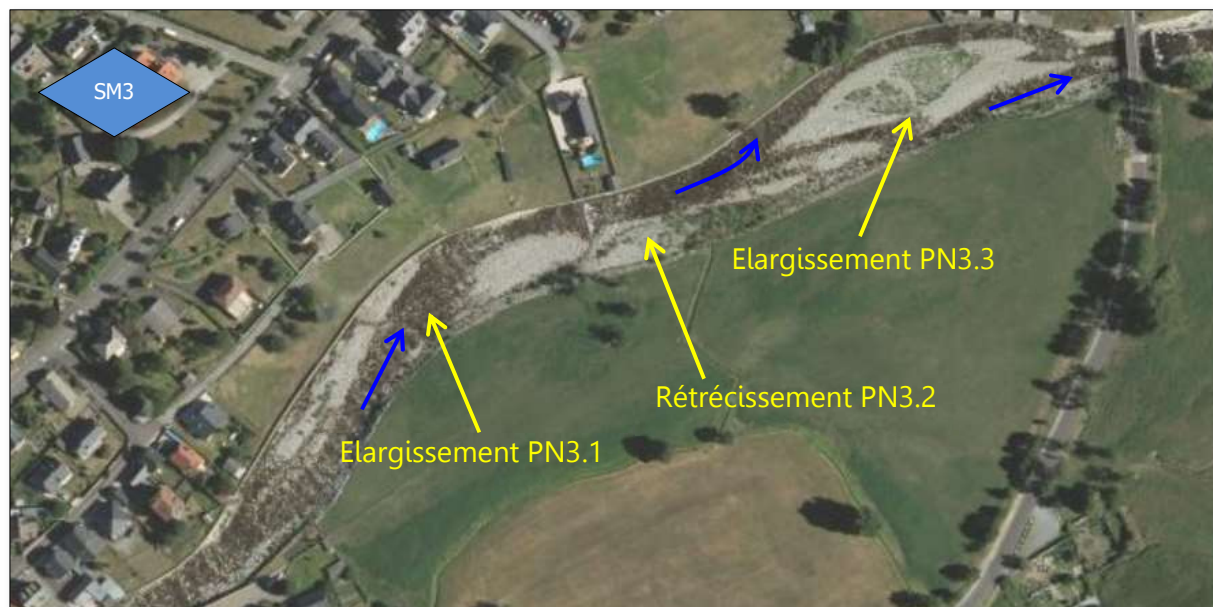 SM3
Elargissement PN3.3
Rétrécissement PN3.2
Elargissement PN3.1